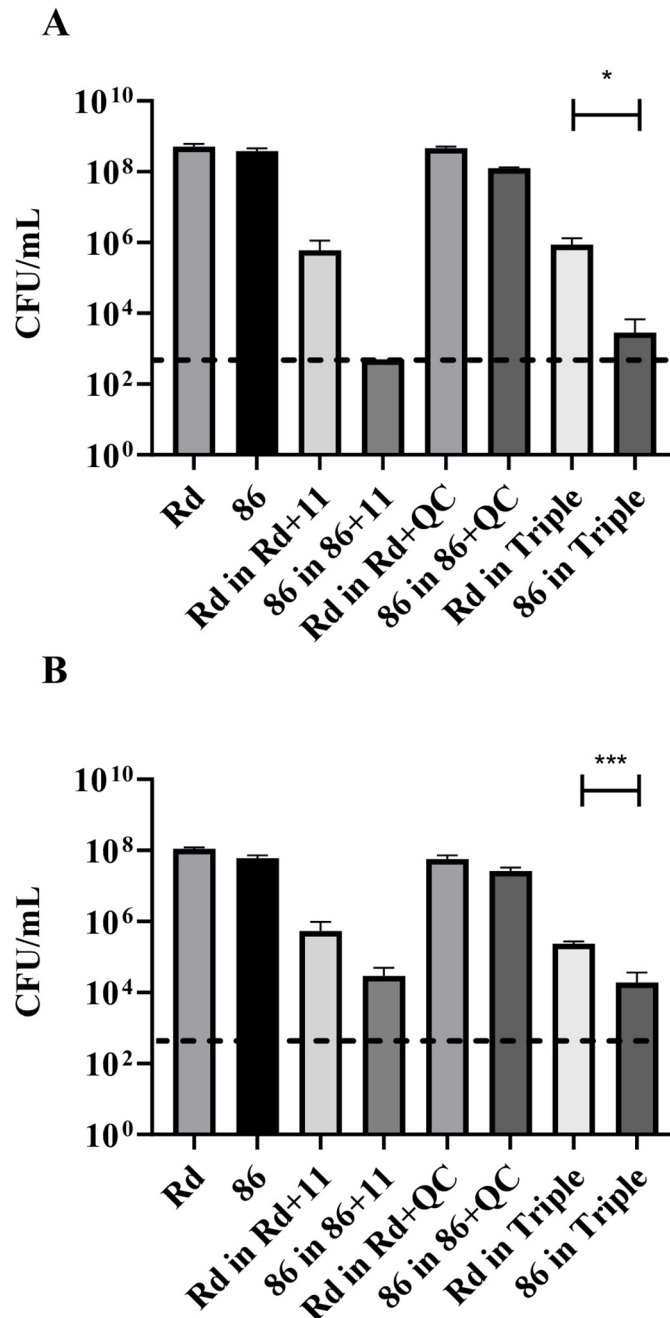 A
*
10¹⁰
10⁸
10⁶
10⁴
10²
10⁰
CFU/mL
Rd
86
Rd in Rd+11
86 in 86+11
Rd in Rd+QC
86 in 86+QC
Rd in Triple
86 in Triple
B
***
10¹⁰
10⁸
10⁶
10⁴
10²
10⁰
CFU/mL
Rd
86
Rd in Rd+11
86 in 86+11
Rd in Rd+QC
86 in 86+QC
Rd in Triple
86 in Triple